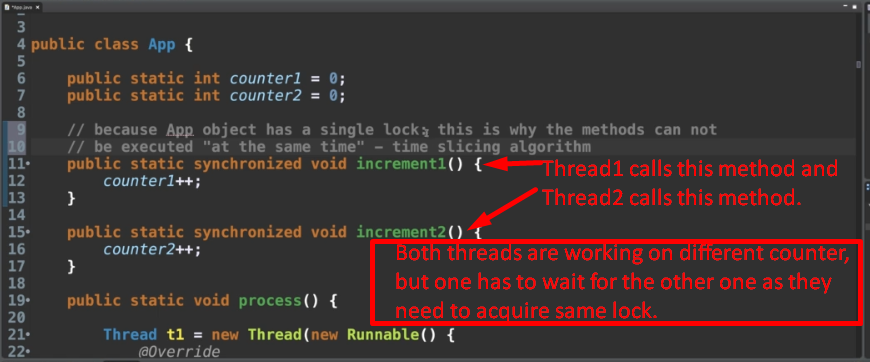 *App.java
2
3
4 public class App {
5
6 public static int counter1 = 0;
7 public static int counter2 = 0;
8
9 // because App object has a single lock: this is why the methods can not
10 // be executed "at the same time" - time slicing algorithm
11 public static synchronized void increment1() {
12 counter1++;
13 }
14
15 public static synchronized void increment2() {
16 counter2++;
17 }
18
19 public static void process() {
20
21 Thread t1 = new Thread(new Runnable() {
22 @Override
Thread1 calls this method and
Thread2 calls this method.
Both threads are working on different counter,
but one has to wait for the other one as they
need to acquire same lock.